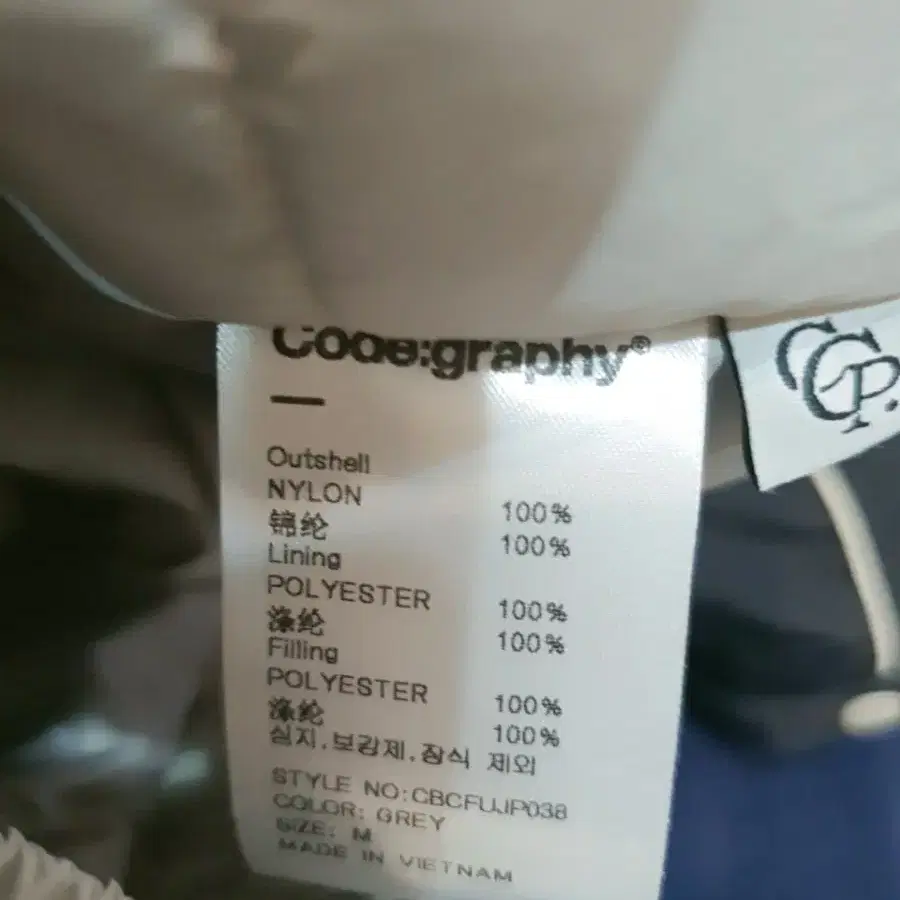 Code:graphy®
CCP.
Outshell
NYLON 100%
锦纶 100%
Lining
POLYESTER 100%
涤纶 100%
Filling
POLYESTER 100%
涤纶 100%
심지.보강제.장식 제외
STYLE NO:CBCFUJP038
COLOR: GREY
SIZE: M
MADE IN VIETNAM